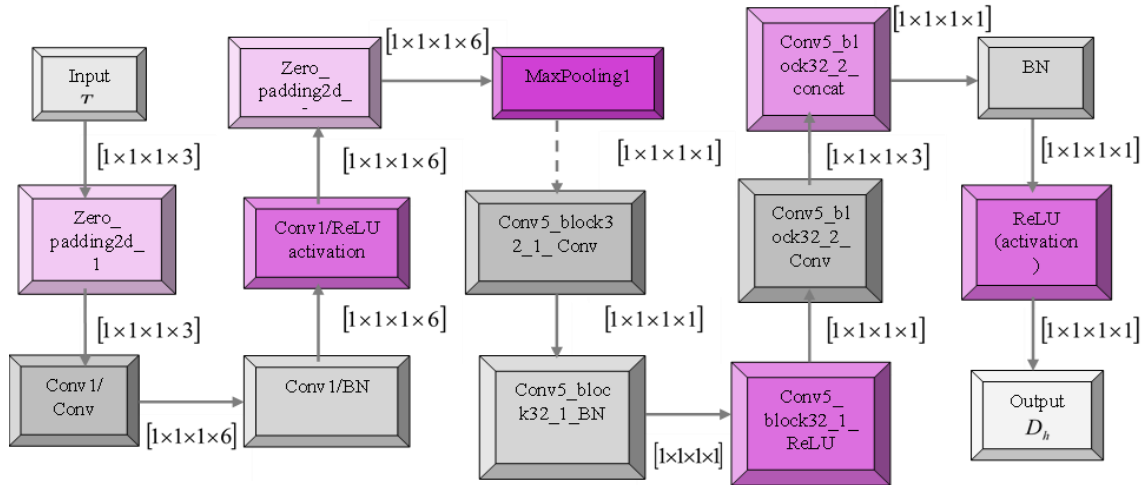 Input
[1×1×1×3]
Zero_
padding2d_
1
[1×1×1×3]
Conv1/
Conv
[1×1×1×6]
Conv1/BN
[1×1×1×6]
Conv1/ReLU
activation
[1×1×1×6]
Zero_
padding2d_
[1×1×1×6]
MaxPooling1
[1×1×1×1]
Conv5_block3
2_1_ Conv
[1×1×1×1]
Conv5_bloc
k32_1_BN
[1×1×1×1]
Conv5_
block32_1_
ReLU
[1×1×1×1]
Conv5_bl
ock32_2_
Conv
[1×1×1×3]
Conv5_bl
ock32_2_
concat
[1×1×1×1]
BN
[1×1×1×1]
ReLU
(activation
)
[1×1×1×1]
Output
D_h